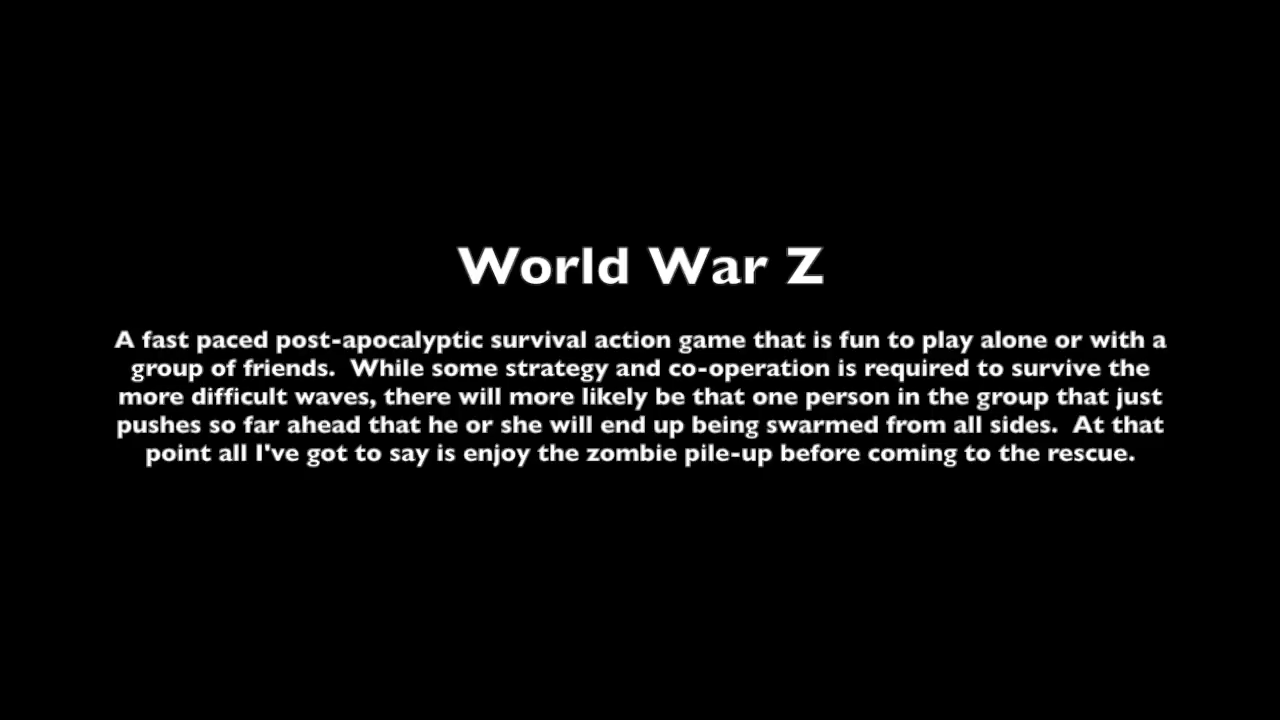 World War Z
A fast paced post-apocalyptic survival action game that is fun to play alone or with a
group of friends.  While some strategy and co-operation is required to survive the
more difficult waves, there will more likely be that one person in the group that just
pushes so far ahead that he or she will end up being swarmed from all sides.  At that
point all I've got to say is enjoy the zombie pile-up before coming to the rescue.